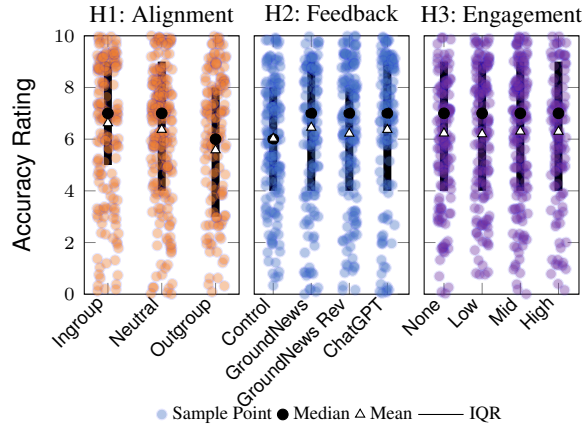 H1: Alignment H2: Feedback H3: Engagement
Accuracy Rating
10
8
6
4
2
0
Ingroup
Neutral
Outgroup
Control
GroundNews
GroundNews Rev
ChatGPT
None
Low
Mid
High
Sample Point Median Mean IQR